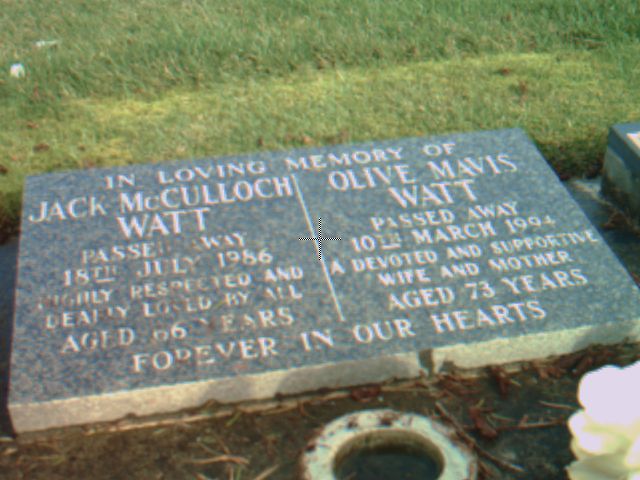 IN LOVING MEMORY OF
JACK McCULLOCH
WATT
PASSED AWAY
18TH JULY 1986
HIGHLY RESPECTED AND
DEARLY LOVED BY ALL
AGED 66 YEARS
OLIVE MAVIS
WATT
PASSED AWAY
10TH MARCH 1994
A DEVOTED AND SUPPORTIVE
WIFE AND MOTHER
AGED 73 YEARS
FOREVER IN OUR HEARTS